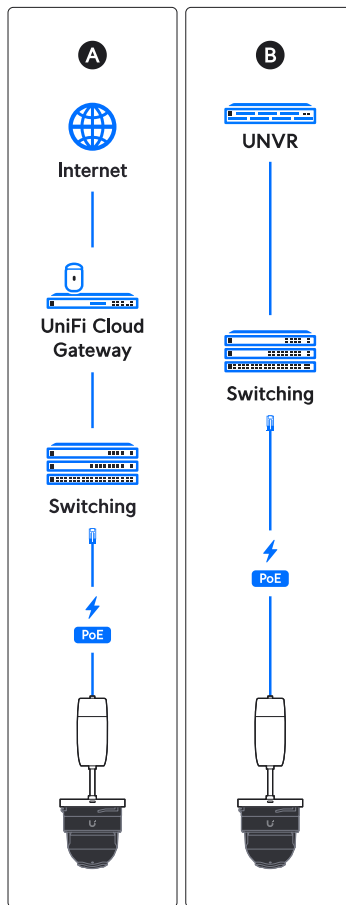 A
Internet
UniFi Cloud
Gateway
Switching
PoE
B
UNVR
Switching
PoE